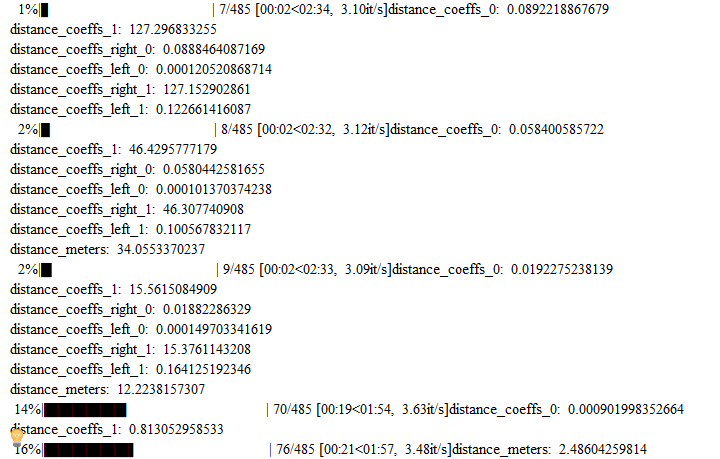 1%| | 7/485 [00:02<02:34, 3.10it/s]distance_coeffs_0: 0.0892218867679
distance_coeffs_1: 127.296833255
distance_coeffs_right_0: 0.0888464087169
distance_coeffs_left_0: 0.000120520868714
distance_coeffs_right_1: 127.152902861
distance_coeffs_left_1: 0.122661416087
2%| | 8/485 [00:02<02:32, 3.12it/s]distance_coeffs_0: 0.058400585722
distance_coeffs_1: 46.4295777179
distance_coeffs_right_0: 0.0580442581655
distance_coeffs_left_0: 0.000101370374238
distance_coeffs_right_1: 46.307740908
distance_coeffs_left_1: 0.100567832117
distance_meters: 34.0553370237
2%| | 9/485 [00:02<02:33, 3.09it/s]distance_coeffs_0: 0.0192275238139
distance_coeffs_1: 15.5615084909
distance_coeffs_right_0: 0.01882286329
distance_coeffs_left_0: 0.000149703341619
distance_coeffs_right_1: 15.3761143208
distance_coeffs_left_1: 0.164125192346
distance_meters: 12.2238157307
14%| | 70/485 [00:19<01:54, 3.63it/s]distance_coeffs_0: 0.000901998352664
distance_coeffs_1: 0.813052958533
16%| | 76/485 [00:21<01:57, 3.48it/s]distance_meters: 2.48604259814